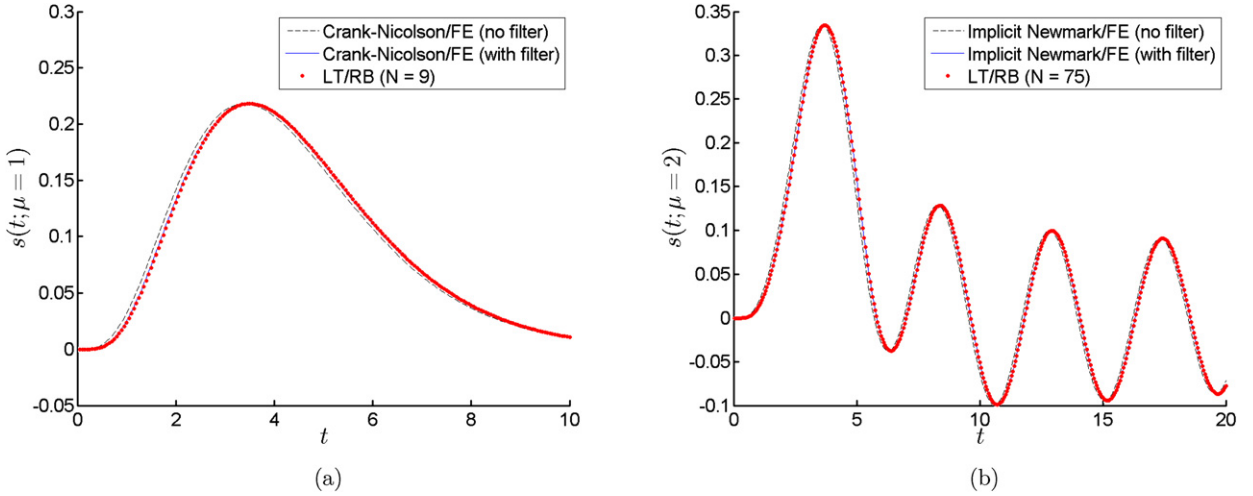 0.3
0.25
0.2
0.15
0.1
0.05
0
-0.05
s(t; μ = 1)
Crank-Nicolson/FE (no filter)
Crank-Nicolson/FE (with filter)
LT/RB (N = 9)
0 2 4 6 8 10
t
(a)
0.35
0.3
0.25
0.2
0.15
0.1
0.05
0
-0.05
-0.1
s(t; μ = 2)
Implicit Newmark/FE (no filter)
Implicit Newmark/FE (with filter)
LT/RB (N = 75)
0 5 10 15 20
t
(b)